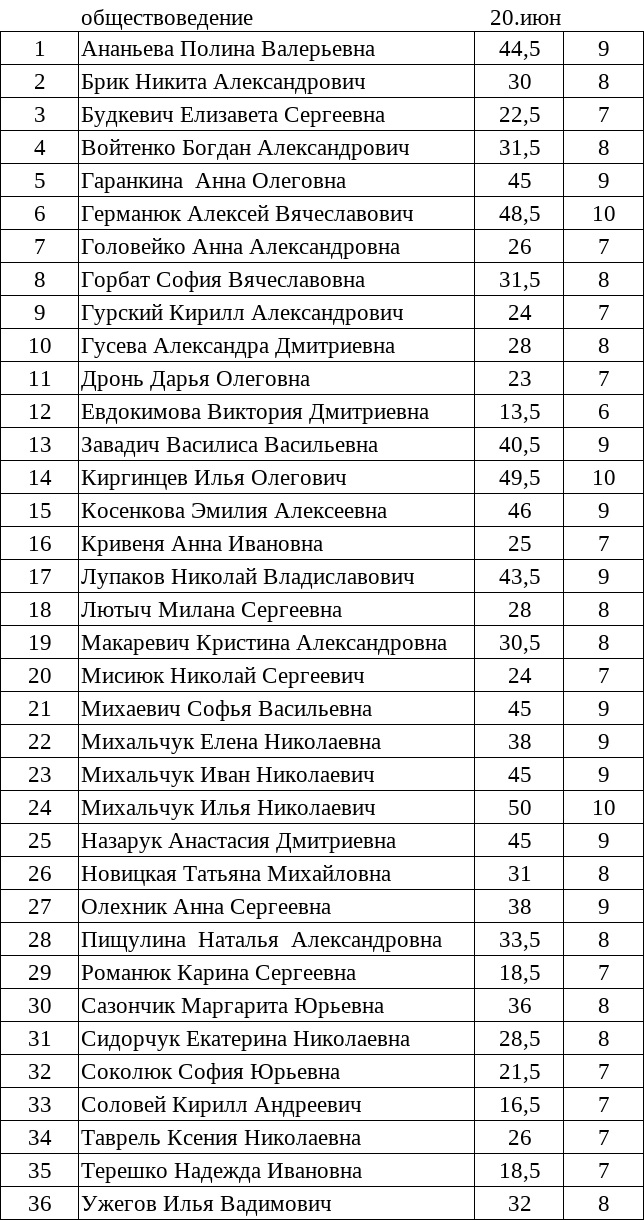 обществоведение 20.июн
1 Ананьева Полина Валерьевна 44,5 9
2 Брик Никита Александрович 30 8
3 Будкевич Елизавета Сергеевна 22,5 7
4 Войтенко Богдан Александрович 31,5 8
5 Гаранкина  Анна Олеговна 45 9
6 Германюк Алексей Вячеславович 48,5 10
7 Головейко Анна Александровна 26 7
8 Горбат София Вячеславовна 31,5 8
9 Гурский Кирилл Александрович 24 7
10 Гусева Александра Дмитриевна 28 8
11 Дронь Дарья Олеговна 23 7
12 Евдокимова Виктория Дмитриевна 13,5 6
13 Завадич Василиса Васильевна 40,5 9
14 Киргинцев Илья Олегович 49,5 10
15 Косенкова Эмилия Алексеевна 46 9
16 Кривеня Анна Ивановна 25 7
17 Лупаков Николай Владиславович 43,5 9
18 Лютыч Милана Сергеевна 28 8
19 Макаревич Кристина Александровна 30,5 8
20 Мисиюк Николай Сергеевич 24 7
21 Михаевич Софья Васильевна 45 9
22 Михальчук Елена Николаевна 38 9
23 Михальчук Иван Николаевич 45 9
24 Михальчук Илья Николаевич 50 10
25 Назарук Анастасия Дмитриевна 45 9
26 Новицкая Татьяна Михайловна 31 8
27 Олехник Анна Сергеевна 38 9
28 Пищулина  Наталья  Александровна 33,5 8
29 Романюк Карина Сергеевна 18,5 7
30 Сазончик Маргарита Юрьевна 36 8
31 Сидорчук Екатерина Николаевна 28,5 8
32 Соколюк София Юрьевна 21,5 7
33 Соловей Кирилл Андреевич 16,5 7
34 Таврель Ксения Николаевна 26 7
35 Терешко Надежда Ивановна 18,5 7
36 Ужегов Илья Вадимович 32 8